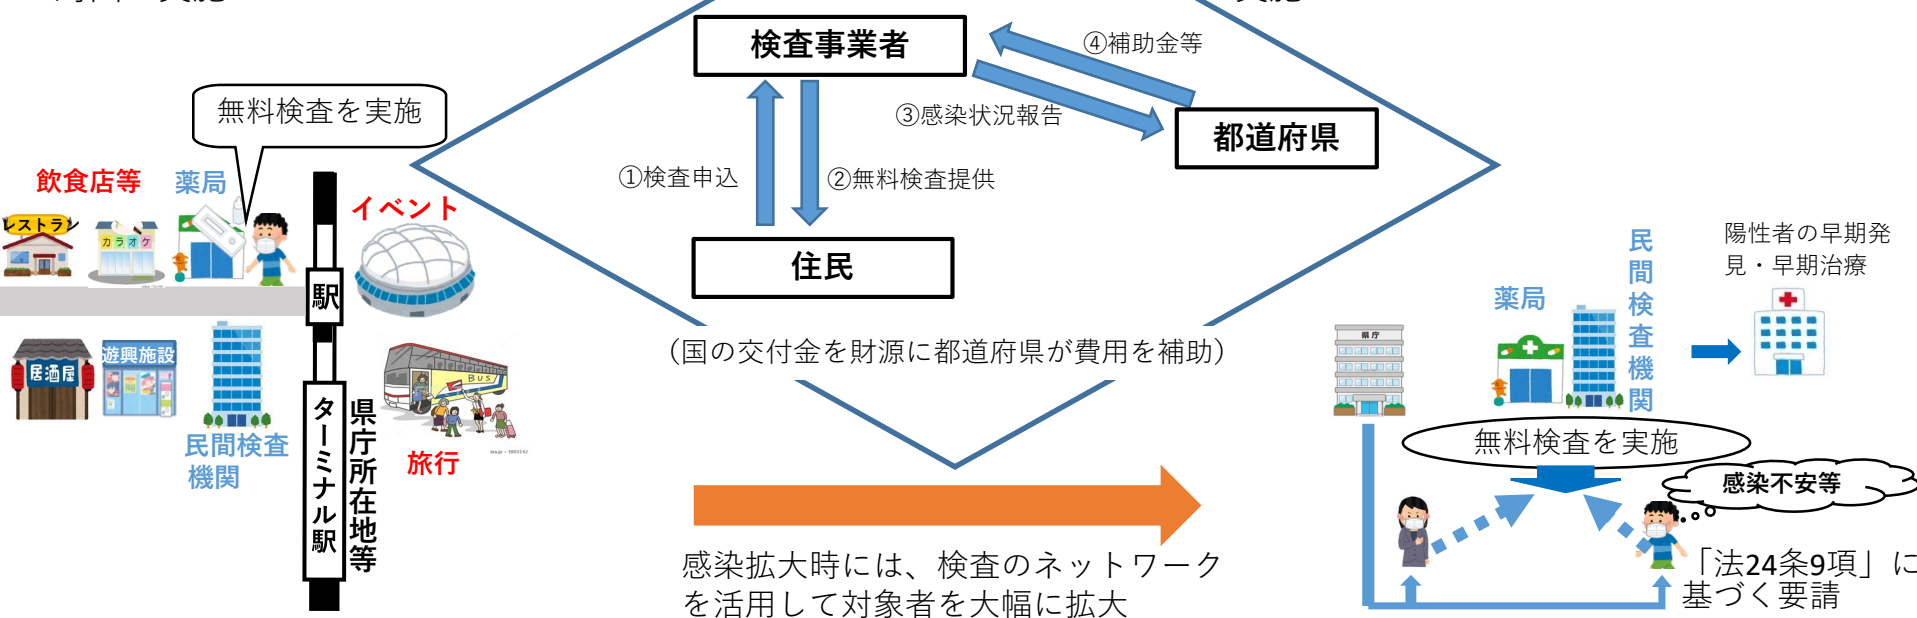 検査事業者
④補助金等
③感染状況報告
都道府県
①検査申込
②無料検査提供
住民
(国の交付金を財源に都道府県が費用を補助)
無料検査を実施
飲食店等
薬局
イベント
レストラン
カラオケ
駅
居酒屋
遊興施設
BUS
民間検査
機関
ターミナル駅
県庁所在地等
旅行
感染拡大時には、検査のネットワーク
を活用して対象者を大幅に拡大
県庁
薬局
民間検査機関
陽性者の早期発
見・早期治療
無料検査を実施
感染不安等
「法24条9項」に
基づく要請